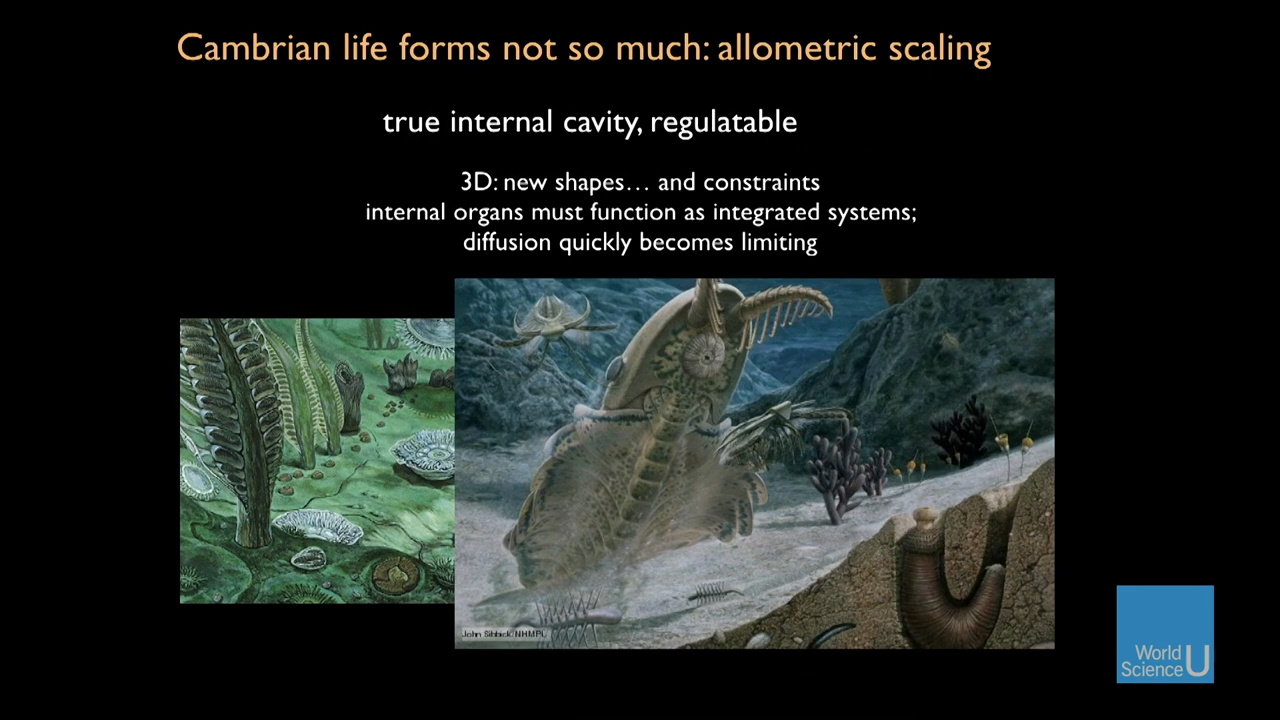 Cambrian life forms not so much: allometric scaling
true internal cavity, regulatable
3D: new shapes… and constraints
internal organs must function as integrated systems;
diffusion quickly becomes limiting
John Sibbick/NHMPL
World
Science U